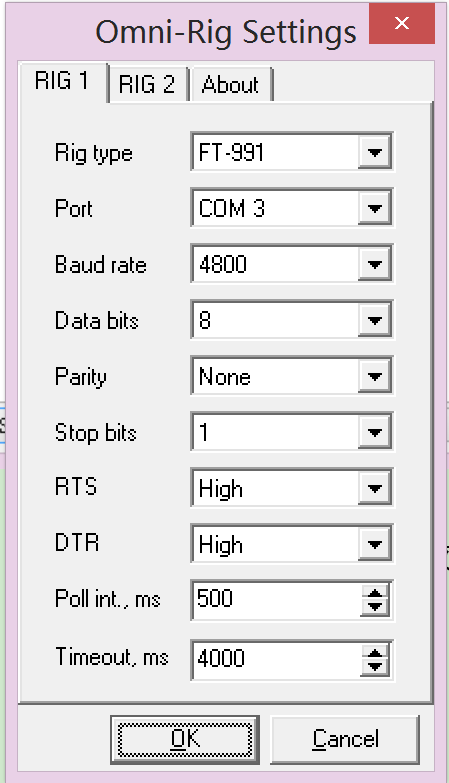 Omni-Rig Settings
RIG 1 RIG 2 About
Rig type FT-991
Port COM 3
Baud rate 4800
Data bits 8
Parity None
Stop bits 1
RTS High
DTR High
Poll int., ms 500
Timeout, ms 4000
OK Cancel